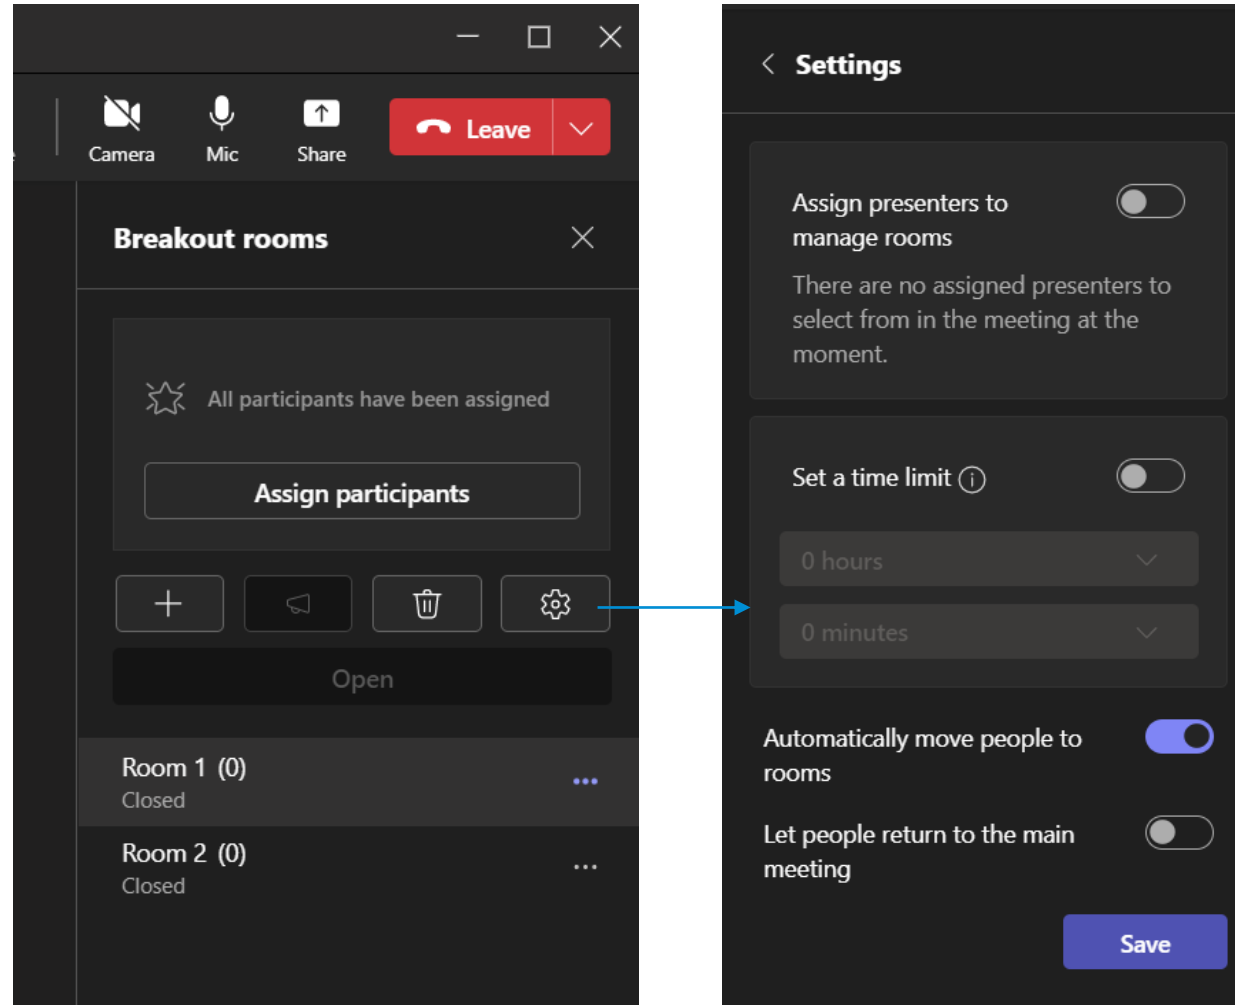 Camera
Mic
Share
Leave
Breakout rooms
All participants have been assigned
Assign participants
Open
Room 1 (0)
Closed
Room 2 (0)
Closed
Settings
Assign presenters to
manage rooms
There are no assigned presenters to
select from in the meeting at the
moment.
Set a time limit
0 hours
0 minutes
Automatically move people to
rooms
Let people return to the main
meeting
Save